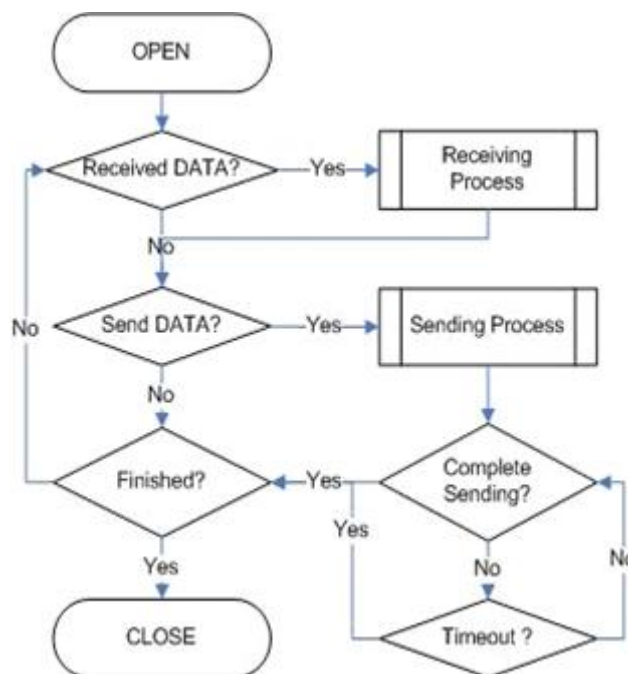 OPEN
Received DATA?
Yes
Receiving
Process
No
Send DATA?
Yes
Sending Process
No
No
Finished?
Yes
Complete
Sending?
Yes
Yes
No
No
CLOSE
Timeout ?